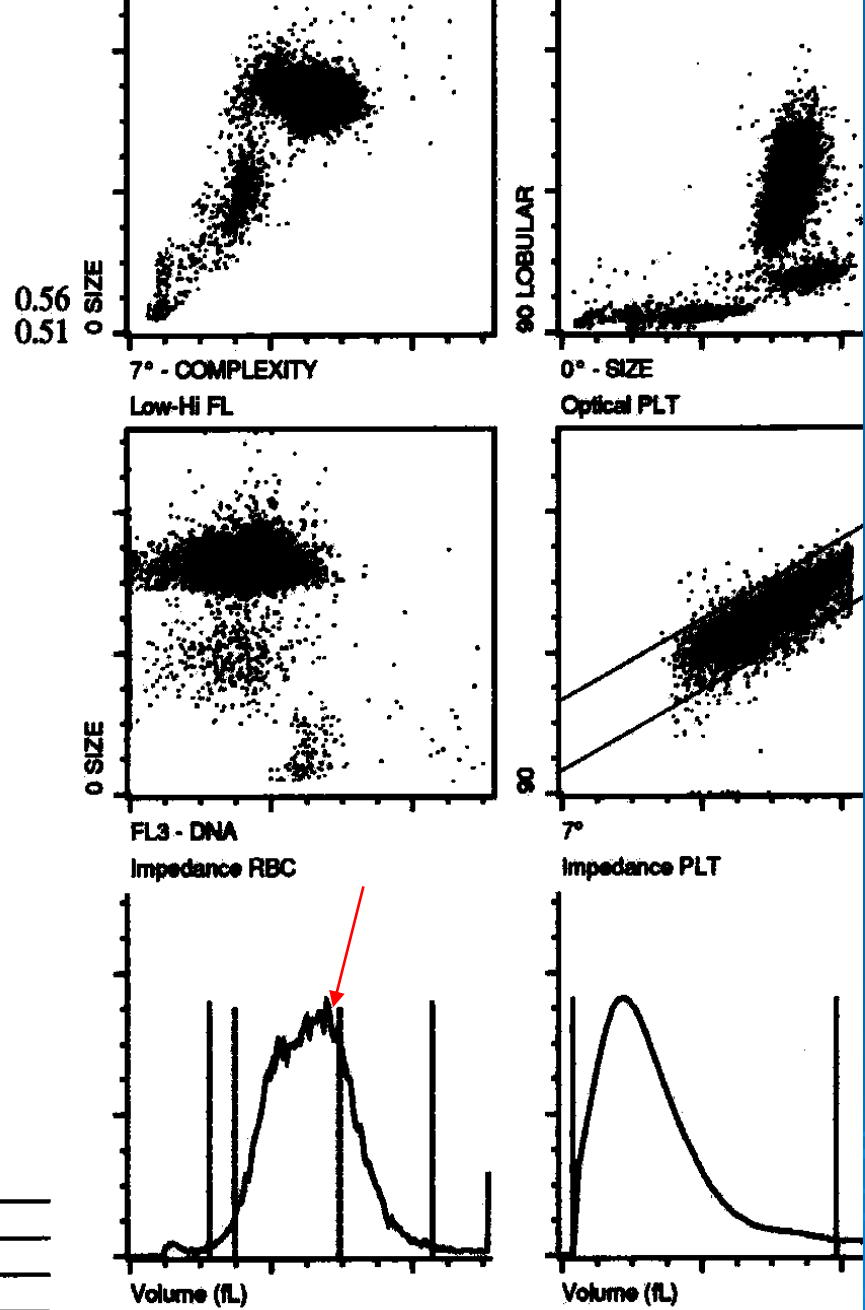 0.56
0.51
0 SIZE
90 LOBULAR
7° - COMPLEXITY
0° - SIZE
Low-Hi FL
Optical PLT
0 SIZE
90
FL3 - DNA
7°
Impedance RBC
Impedance PLT
Volume (fL)
Volume (fL)